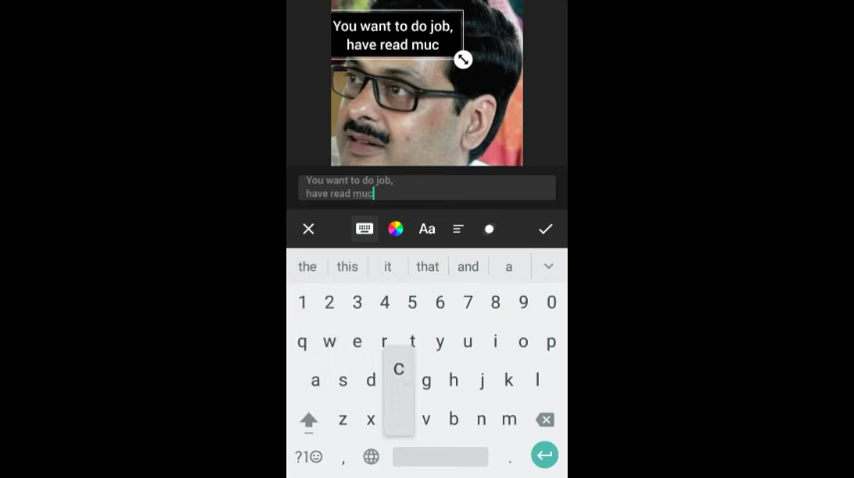 You want to do job,
have read muc
You want to do job,
have read muc
Aa
the this it that and a
1 2 3 4 5 6 7 8 9 0
q w e r t y u i o p
a s d c g h j k l
z x v b n m
?1☺ , .